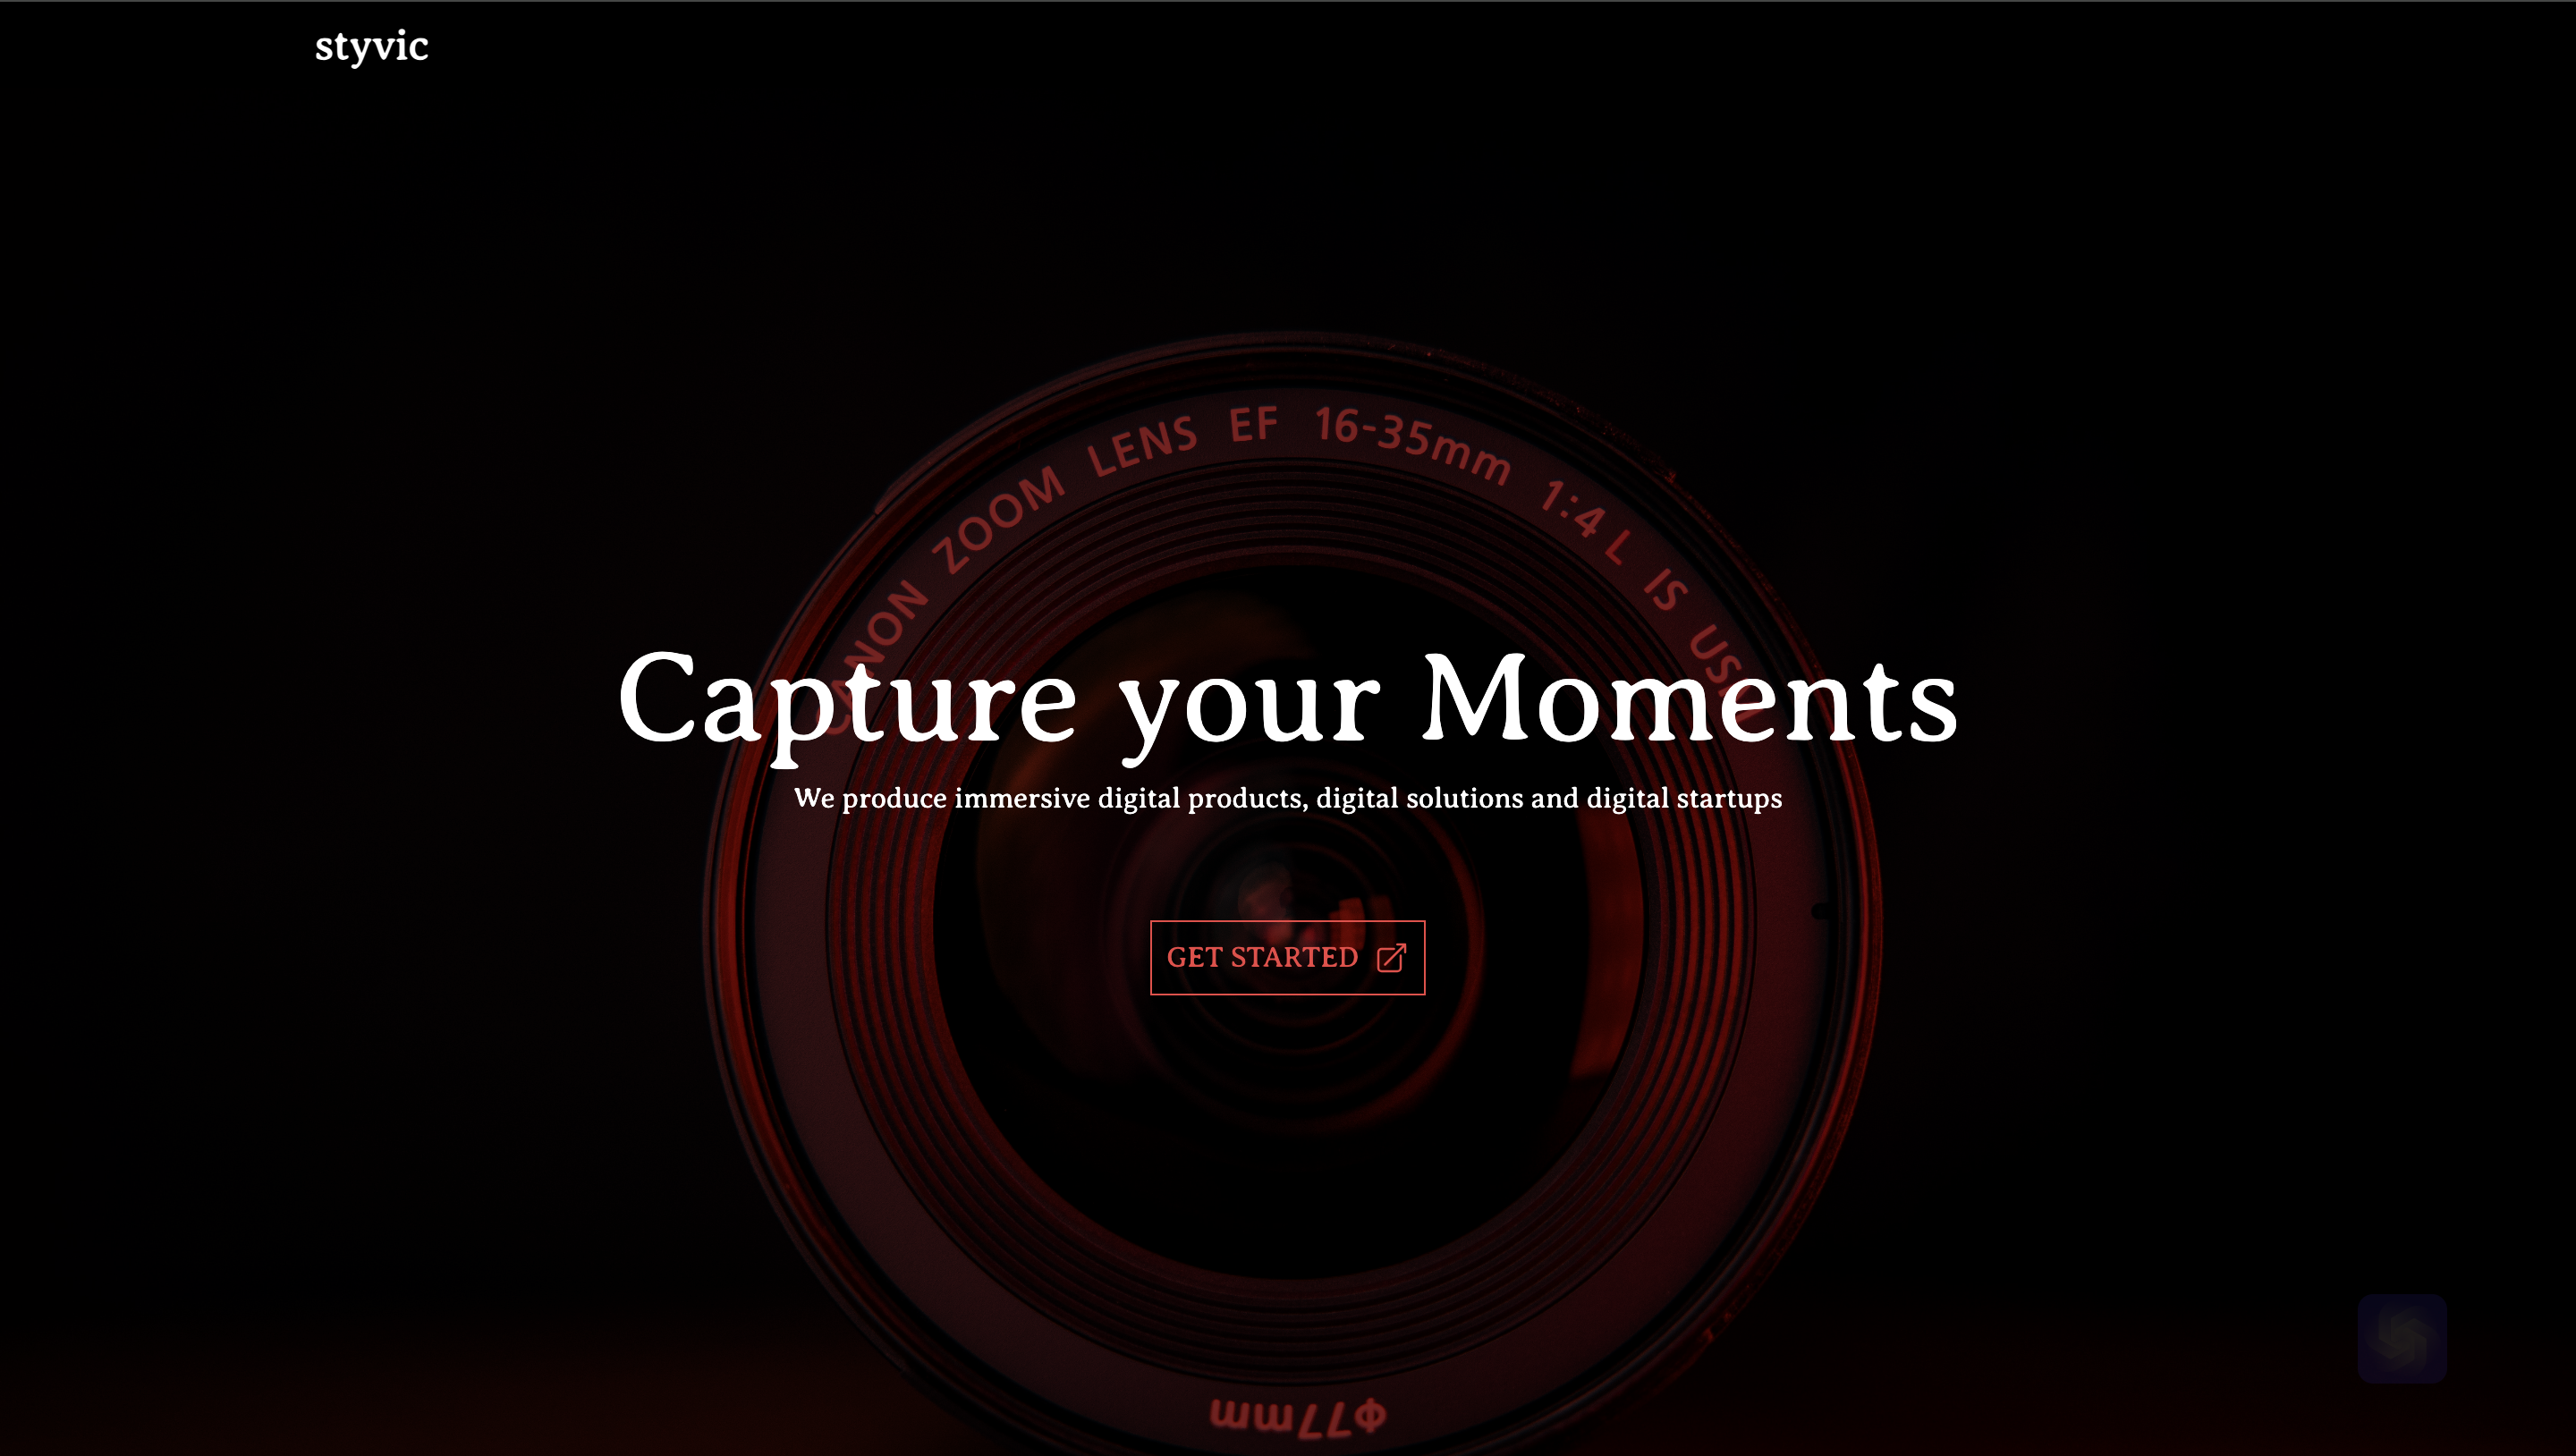 styvic
CANON ZOOM LENS EF 16-35mm 1:4 L IS USM
Capture your Moments
We produce immersive digital products, digital solutions and digital startups
GET STARTED
Φ77mm